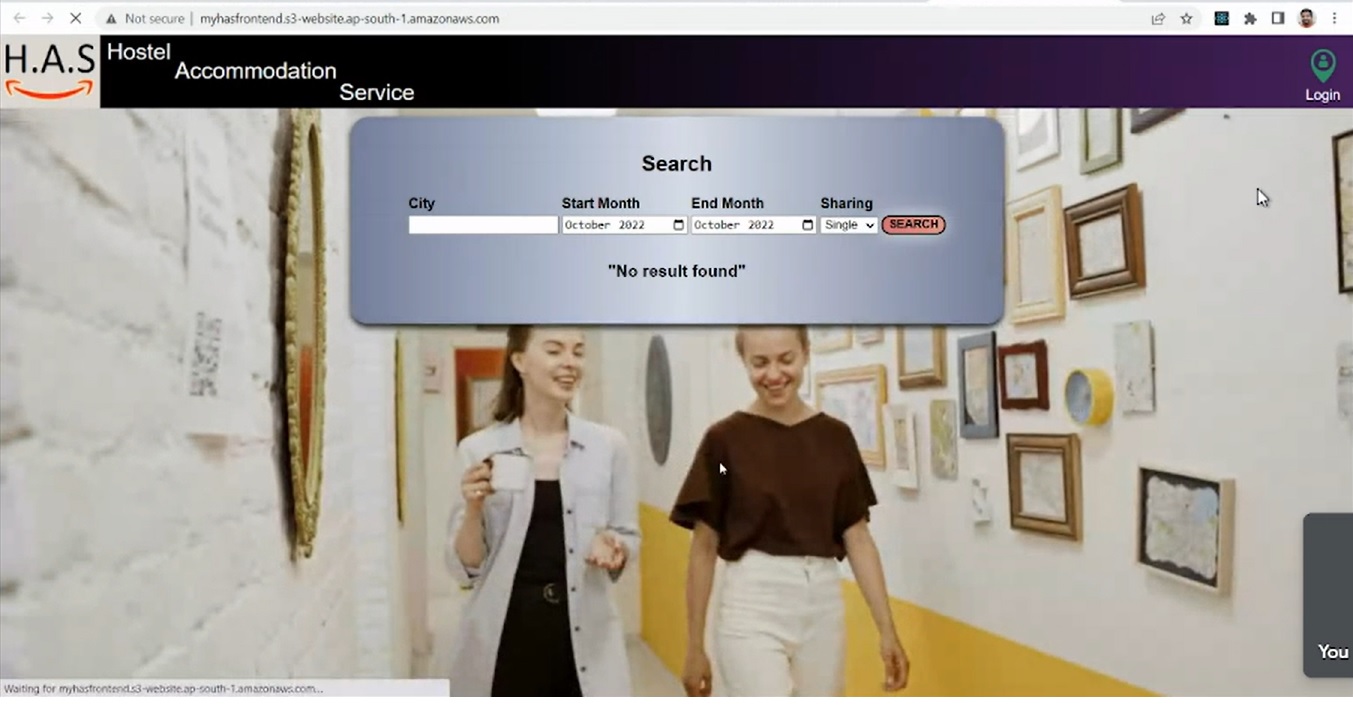 Not secure | myhasfrontend.s3-website.ap-south-1.amazonaws.com
H.A.S
Hostel
Accommodation
Service
Login
Search
City Start Month End Month Sharing
October 2022 October 2022 Single SEARCH
"No result found"
You
Waiting for myhasfrontend.s3-website.ap-south-1.amazonaws.com...